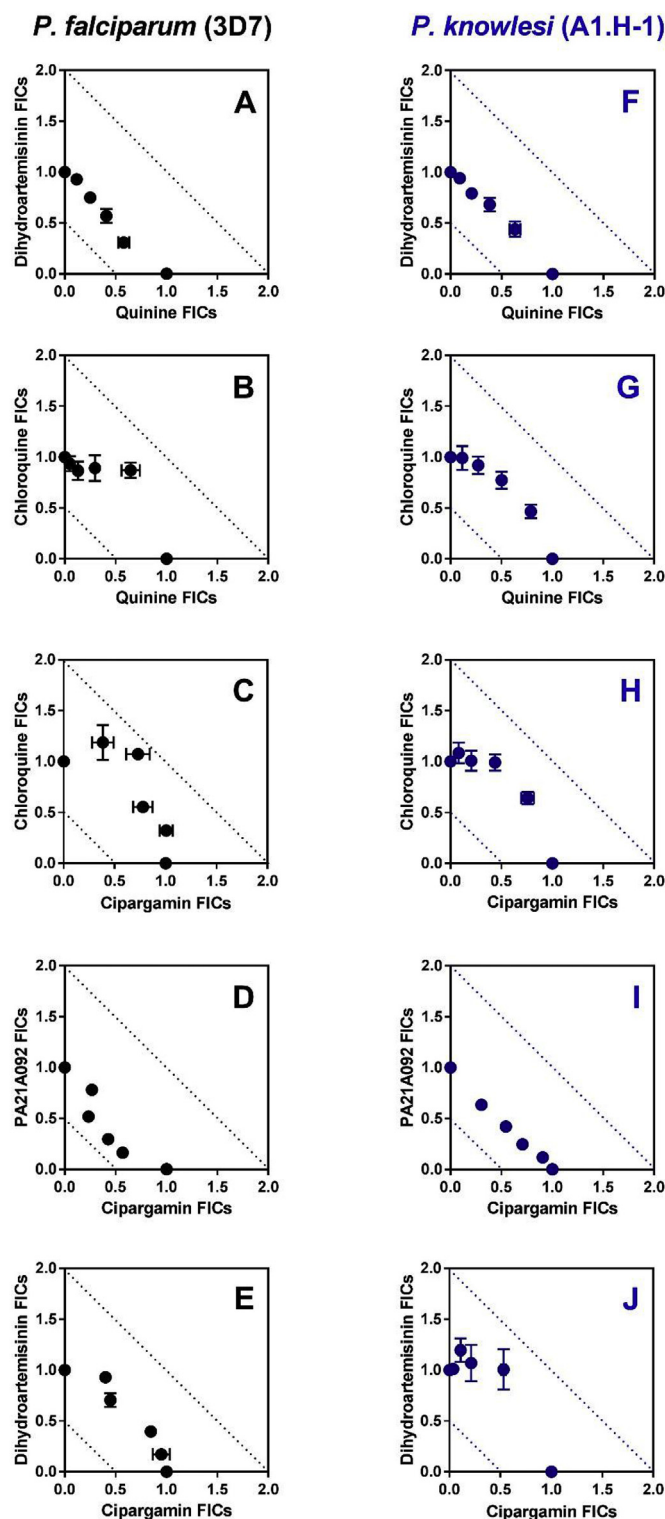 P. falciparum (3D7)
P. knowlesi (A1.H-1)
A
Dihydroartemisinin FICs
2.0
1.5
1.0
0.5
0.0
0.0 0.5 1.0 1.5 2.0
Quinine FICs
F
Dihydroartemisinin FICs
2.0
1.5
1.0
0.5
0.0
0.0 0.5 1.0 1.5 2.0
Quinine FICs
B
Chloroquine FICs
2.0
1.5
1.0
0.5
0.0
0.0 0.5 1.0 1.5 2.0
Quinine FICs
G
Chloroquine FICs
2.0
1.5
1.0
0.5
0.0
0.0 0.5 1.0 1.5 2.0
Quinine FICs
C
Chloroquine FICs
2.0
1.5
1.0
0.5
0.0
0.0 0.5 1.0 1.5 2.0
Cipargamin FICs
H
Chloroquine FICs
2.0
1.5
1.0
0.5
0.0
0.0 0.5 1.0 1.5 2.0
Cipargamin FICs
D
PA21A092 FICs
2.0
1.5
1.0
0.5
0.0
0.0 0.5 1.0 1.5 2.0
Cipargamin FICs
I
PA21A092 FICs
2.0
1.5
1.0
0.5
0.0
0.0 0.5 1.0 1.5 2.0
Cipargamin FICs
E
Dihydroartemisinin FICs
2.0
1.5
1.0
0.5
0.0
0.0 0.5 1.0 1.5 2.0
Cipargamin FICs
J
Dihydroartemisinin FICs
2.0
1.5
1.0
0.5
0.0
0.0 0.5 1.0 1.5 2.0
Cipargamin FICs